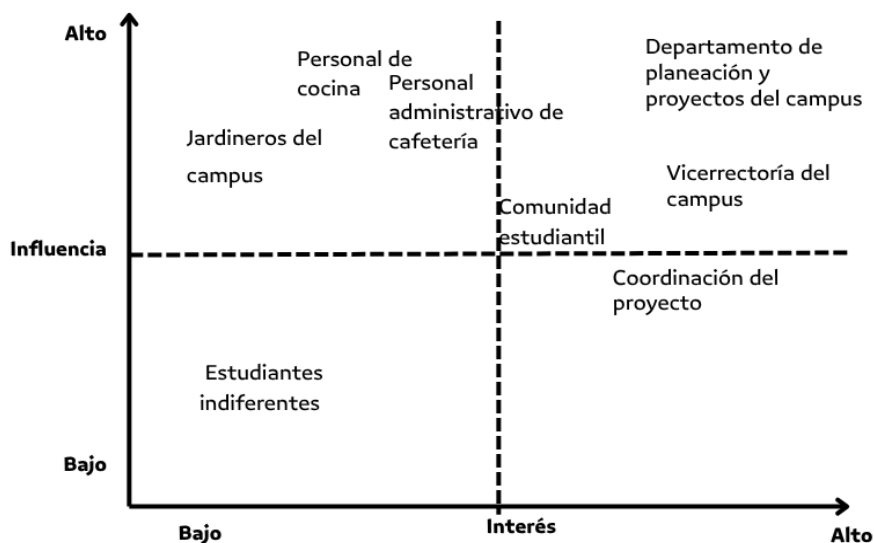 Alto
Personal de
cocina
Personal
administrativo de
cafetería
Departamento de
planeación y
proyectos del campus
Jardineros del
campus
Vicerrectoría del
campus
Comunidad
estudiantil
Influencia
Coordinación del
proyecto
Estudiantes
indiferentes
Bajo
Bajo
Interés
Alto